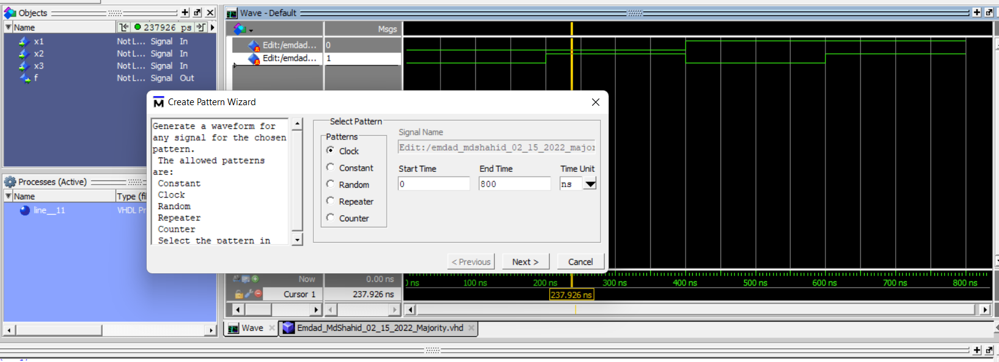 Objects
Name
237926 ps
x1 Not L... Signal In
x2 Not L... Signal In
x3 Not L... Signal In
f Not L... Signal Out
Processes (Active)
Name Type (fil
line__11 VHDL Pr
Wave - Default
Msgs
Edit:/emdad... 0
Edit:/emdad... 1
Create Pattern Wizard
Generate a waveform for
any signal for the chosen
pattern.
The allowed patterns
are:
Constant
Clock
Random
Repeater
Counter
Select the pattern in
Select Pattern
Patterns
Clock
Constant
Random
Repeater
Counter
Signal Name
Edit:/emdad_mdshahid_02_15_2022_major
Start Time End Time Time Unit
0 800 ns
< Previous Next > Cancel
Now 0.00 ns
Cursor 1 237.926 ns
ns 100 ns 200 ns 300 ns 400 ns 500 ns 600 ns 700 ns 800 ns
237.926 ns
Wave Emdad_MdShahid_02_15_2022_Majority.vhd